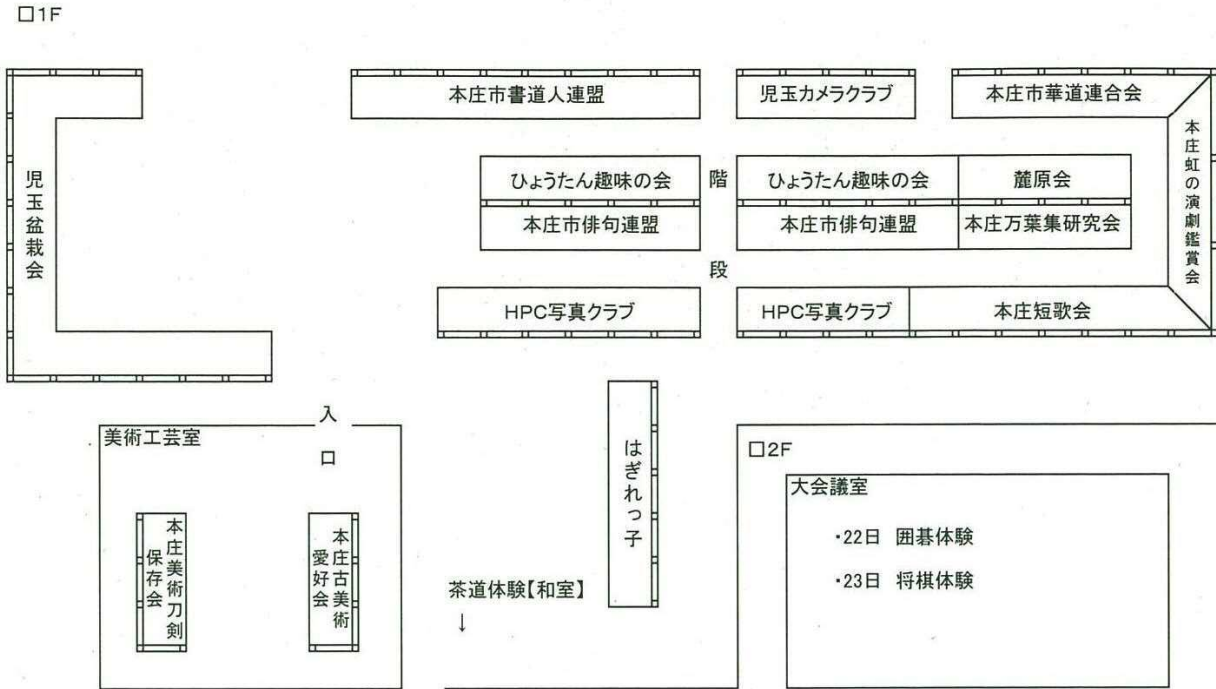 □1F
本庄市書道人連盟
児玉カメラクラブ
本庄市華道連合会
本庄虹の演劇鑑賞会
児玉盆栽会
ひょうたん趣味の会
階
ひょうたん趣味の会
麓原会
本庄市俳句連盟
本庄市俳句連盟
本庄万葉集研究会
段
HPC写真クラブ
HPC写真クラブ
本庄短歌会
入
口
美術工芸室
本庄美術刀剣
保存会
本庄古美術
愛好会
はぎれっ子
茶道体験【和室】
↓
□2F
大会議室
・22日 囲碁体験
・23日 将棋体験